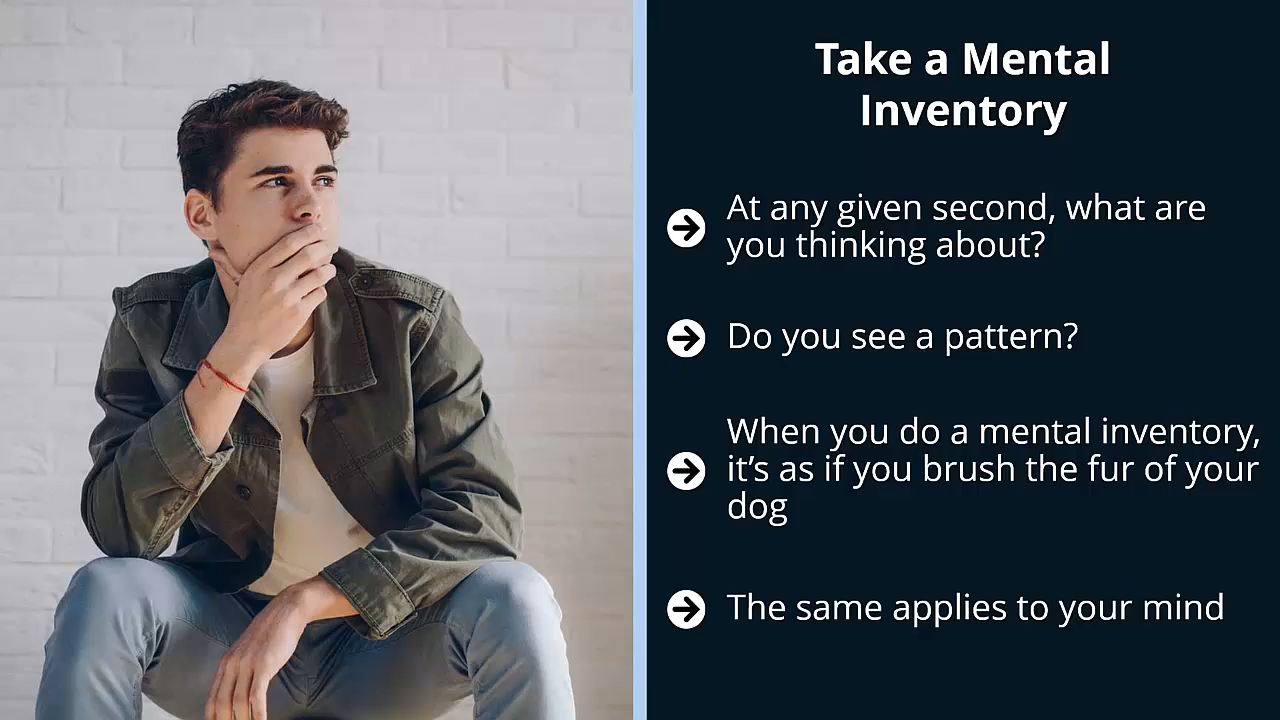 Take a Mental
Inventory
At any given second, what are
you thinking about?
Do you see a pattern?
When you do a mental inventory,
it’s as if you brush the fur of your
dog
The same applies to your mind